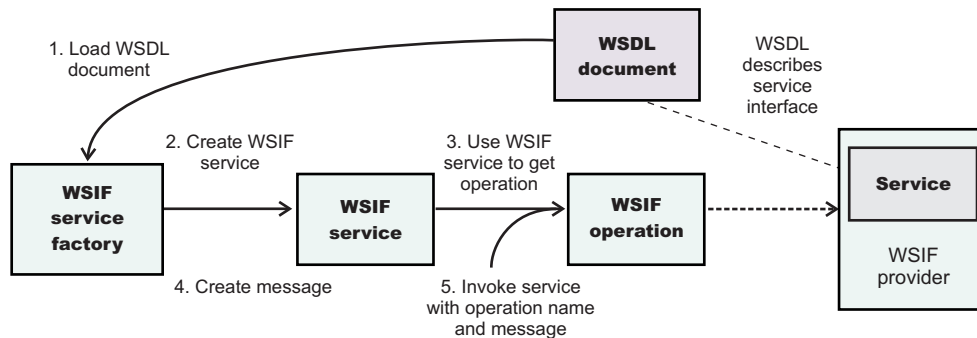 1. Load WSDL
document
WSDL
document
WSDL
describes
service
interface
2. Create WSIF
service
3. Use WSIF
service to get
operation
WSIF
service
factory
WSIF
service
WSIF
operation
Service
WSIF
provider
4. Create message
5. Invoke service
with operation name
and message